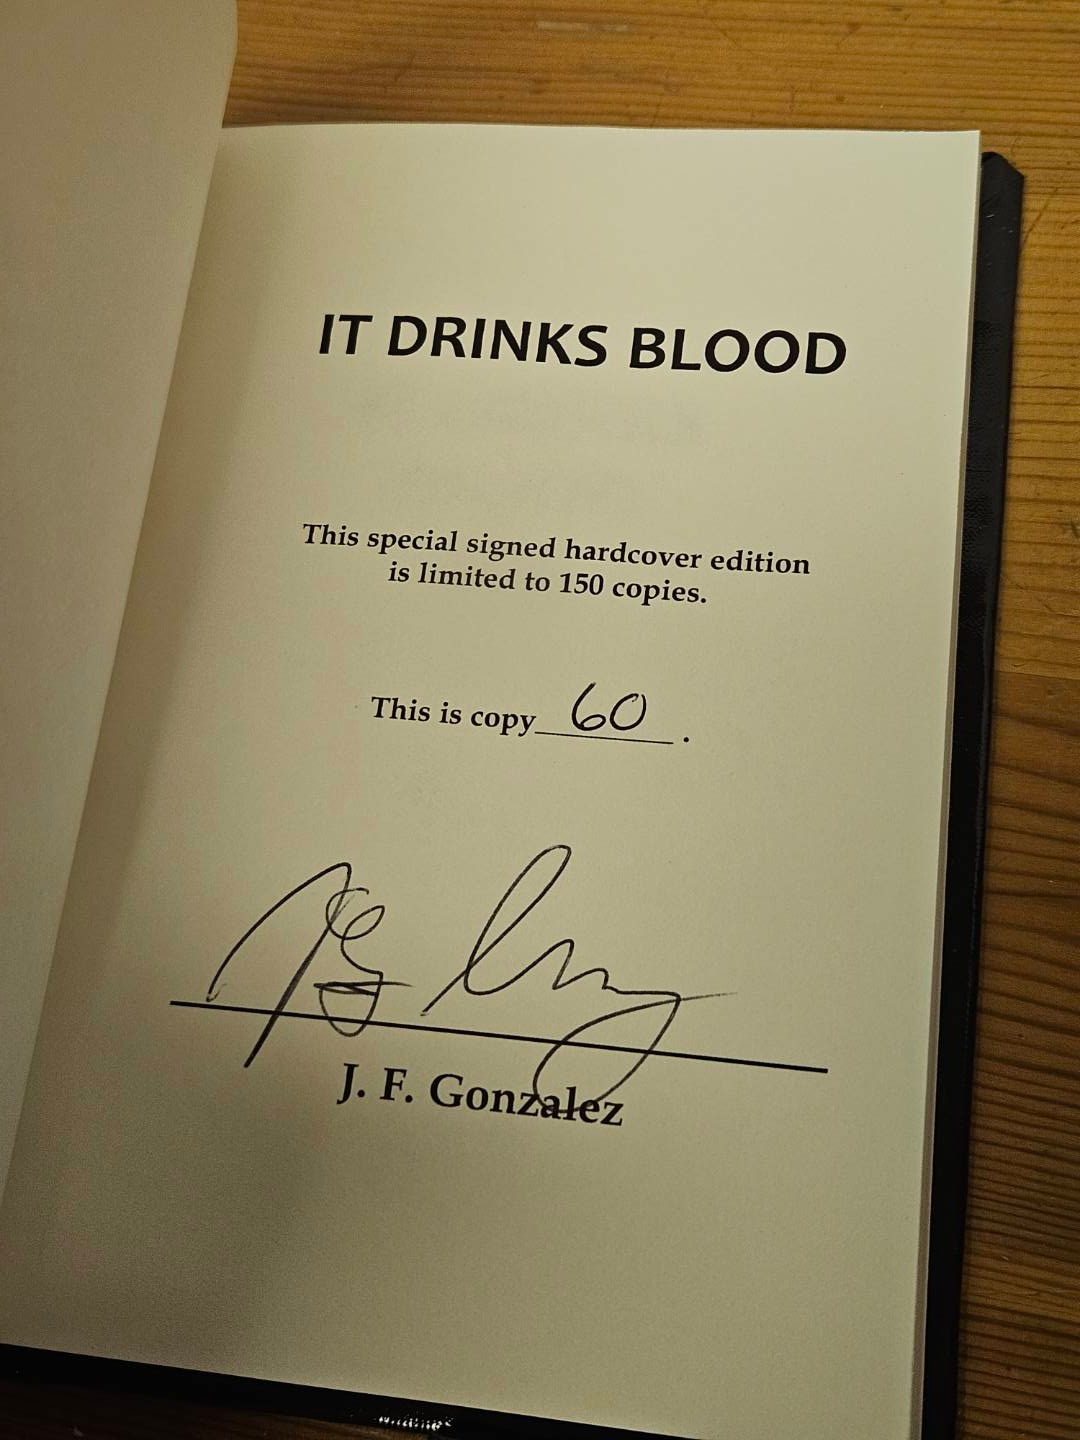 IT DRINKS BLOOD
This special signed hardcover edition
is limited to 150 copies.
This is copy 60 .
J. F. Gonzalez